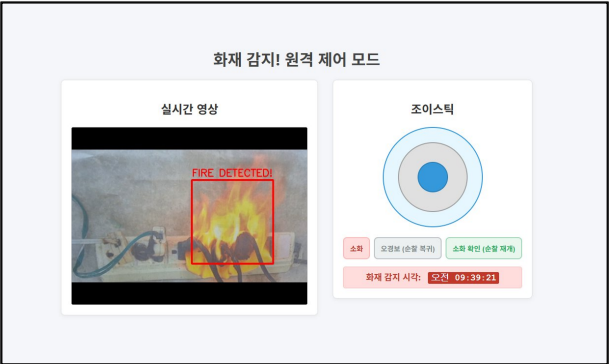 화재 감지! 원격 제어 모드
실시간 영상
FIRE DETECTED!
조이스틱
소화
오경보 (순찰 복귀)
소화 확인 (순찰 재개)
화재 감지 시각: 오전 09:39:21